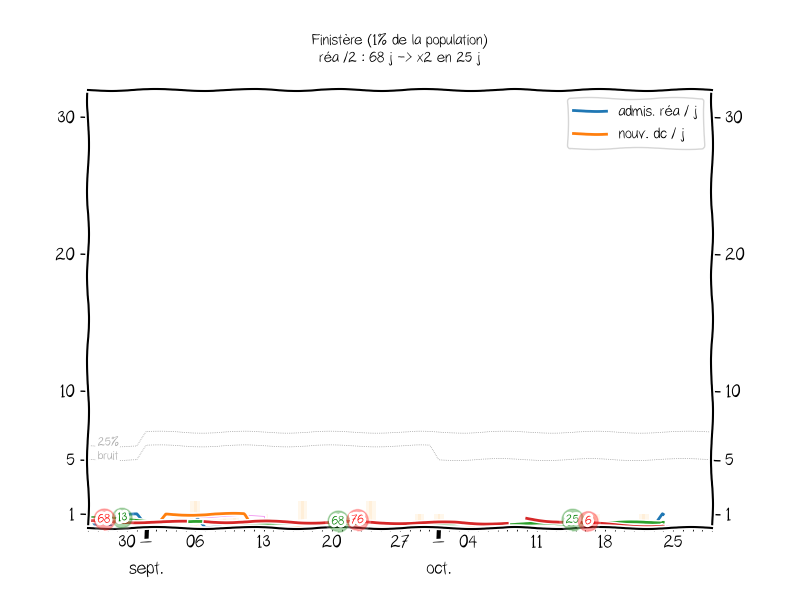 Finistère (1% de la population)
réa /2 : 68 j -> x2 en 25 j
admis. réa / j
nouv. dc / j
30 30
20 20
10 10
25%
bruit
5 5
1 1
68 13 68 76 25 6
30 06 13 20 27 04 11 18 25
sept. oct.